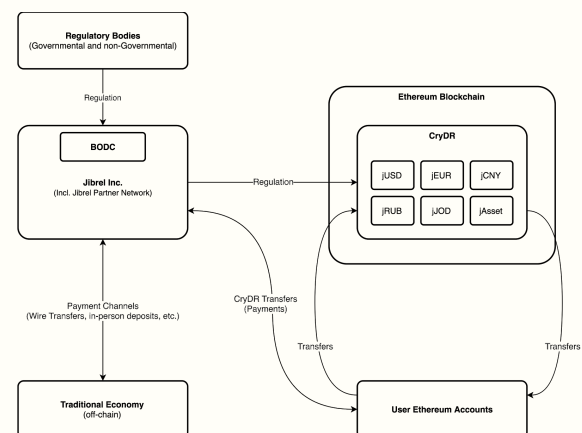 Regulatory Bodies
(Governmental and non-Governmental)
Regulation
Ethereum Blockchain
CryDR
BODC
Jibrel Inc.
(Incl. Jibrel Partner Network)
jUSD
jEUR
jCNY
Regulation
jRUB
jJOD
jAsset
Payment Channels
(Wire Transfers, in-person deposits, etc.)
CryDR Transfers
(Payments)
Transfers
Transfers
Traditional Economy
(off-chain)
User Ethereum Accounts